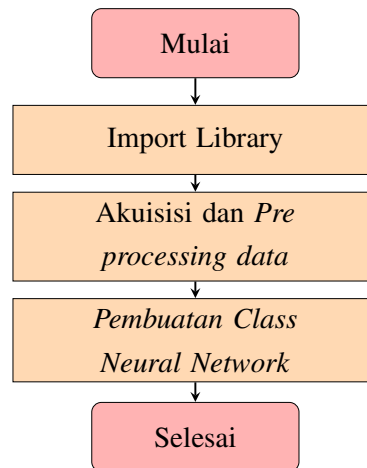 Mulai
Import Library
Akuisisi dan Pre
processing data
Pembuatan Class
Neural Network
Selesai